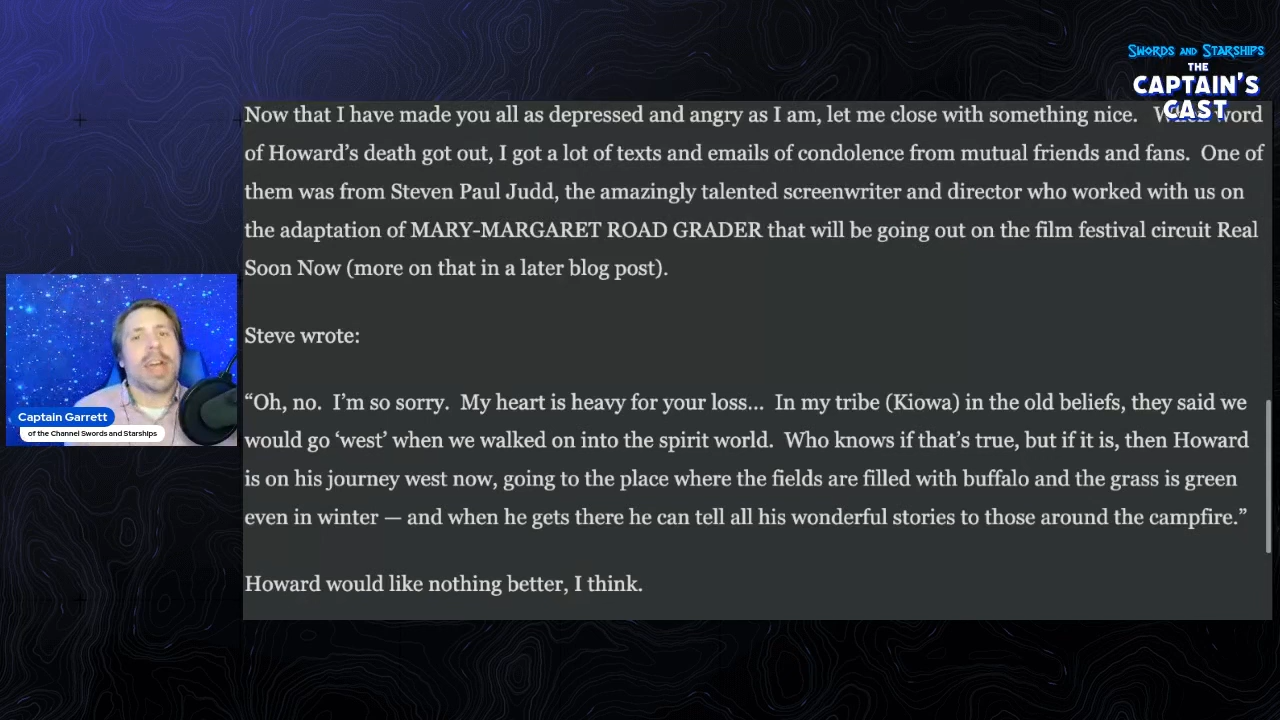 SWORDS AND STARSHIPS
THE
CAPTAIN'S
CAST
Now that I have made you all as depressed and angry as I am, let me close with something nice.  When word
of Howard’s death got out, I got a lot of texts and emails of condolence from mutual friends and fans.  One of
them was from Steven Paul Judd, the amazingly talented screenwriter and director who worked with us on
the adaptation of MARY-MARGARET ROAD GRADER that will be going out on the film festival circuit Real
Soon Now (more on that in a later blog post).
Steve wrote:
“Oh, no.  I’m so sorry.  My heart is heavy for your loss…  In my tribe (Kiowa) in the old beliefs, they said we
would go ‘west’ when we walked on into the spirit world.  Who knows if that’s true, but if it is, then Howard
is on his journey west now, going to the place where the fields are filled with buffalo and the grass is green
even in winter — and when he gets there he can tell all his wonderful stories to those around the campfire.”
Howard would like nothing better, I think.
Captain Garrett
of the Channel Swords and Starships